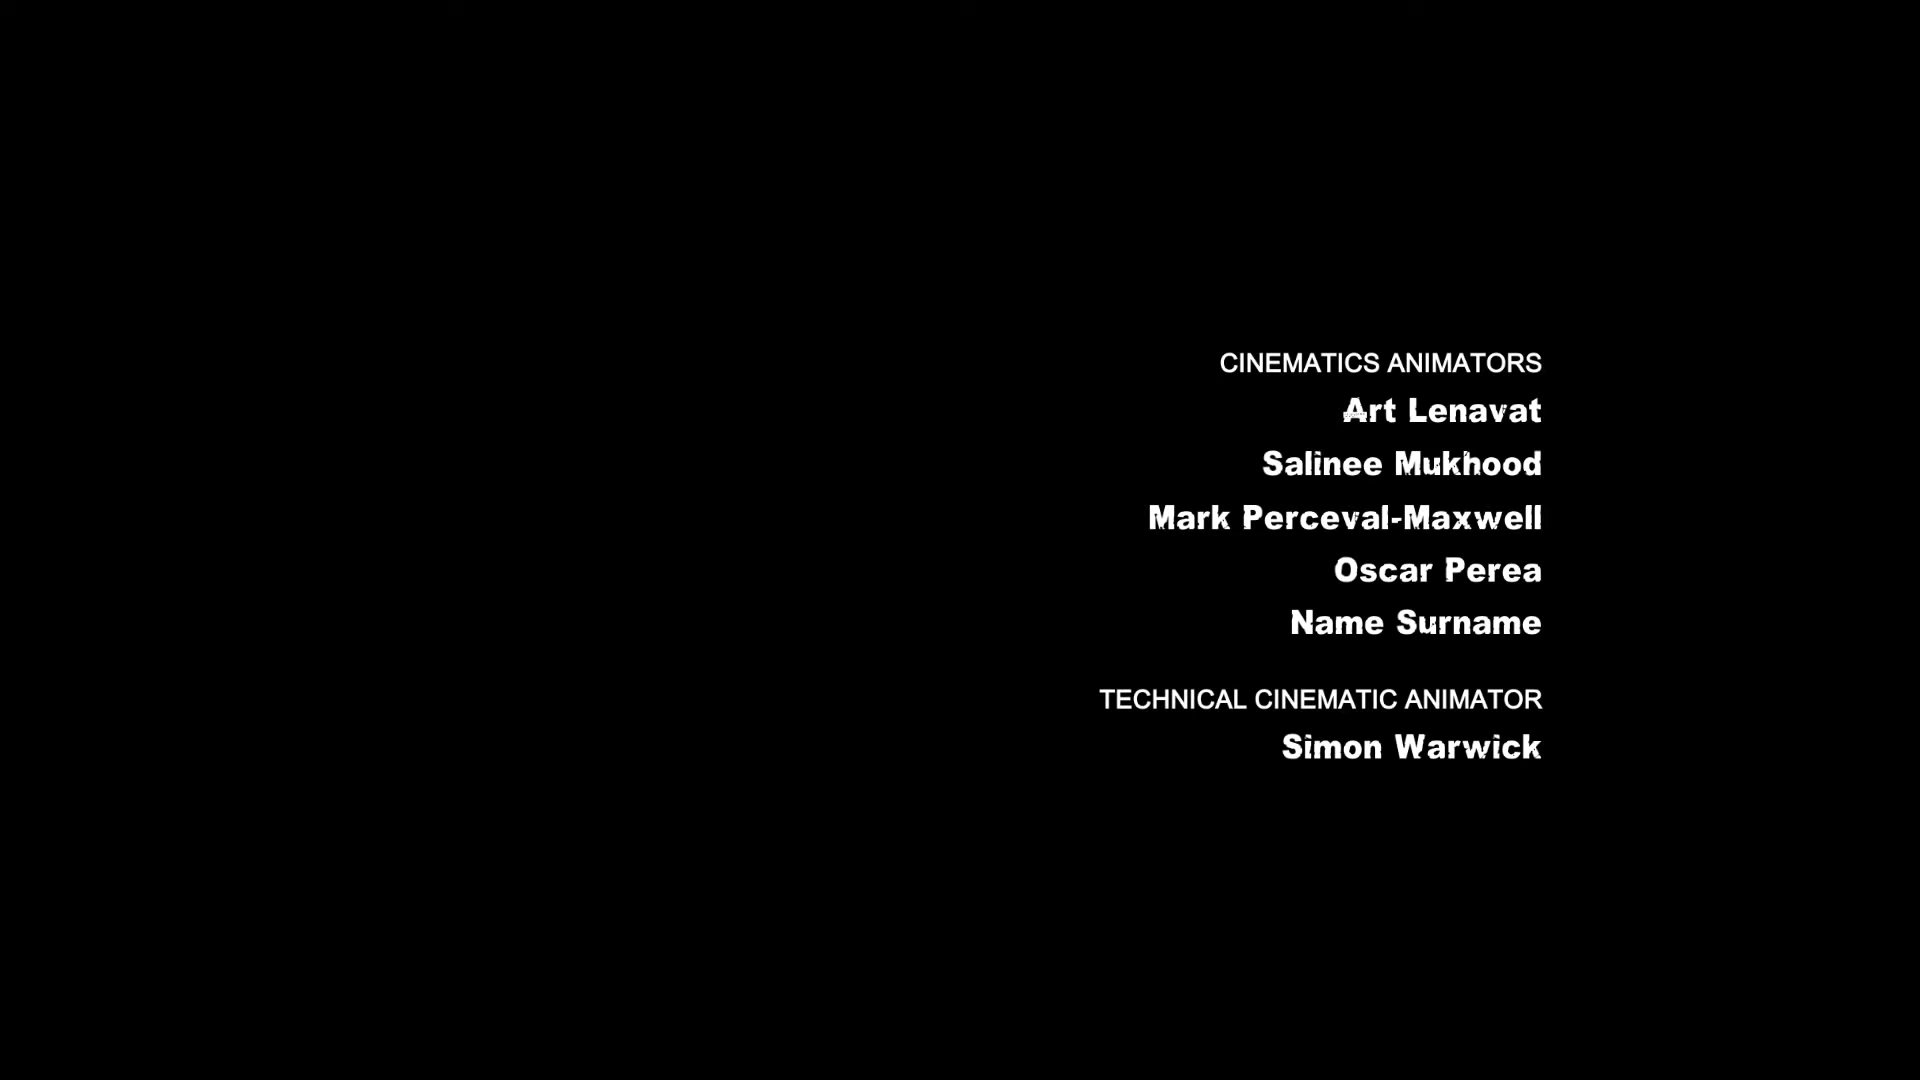 CINEMATICS ANIMATORS
Art Lenavat
Salinee Mukhood
Mark Perceval-Maxwell
Oscar Perea
Name Surname
TECHNICAL CINEMATIC ANIMATOR
Simon Warwick